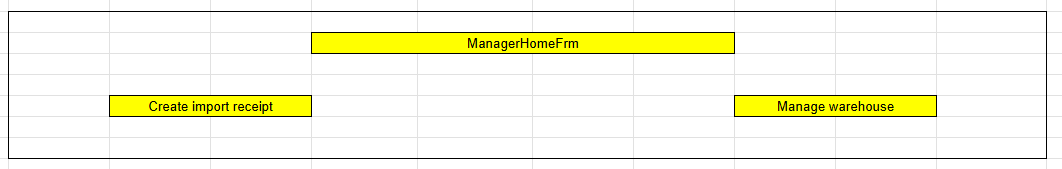 ManagerHomeFrm
Create import receipt
Manage warehouse